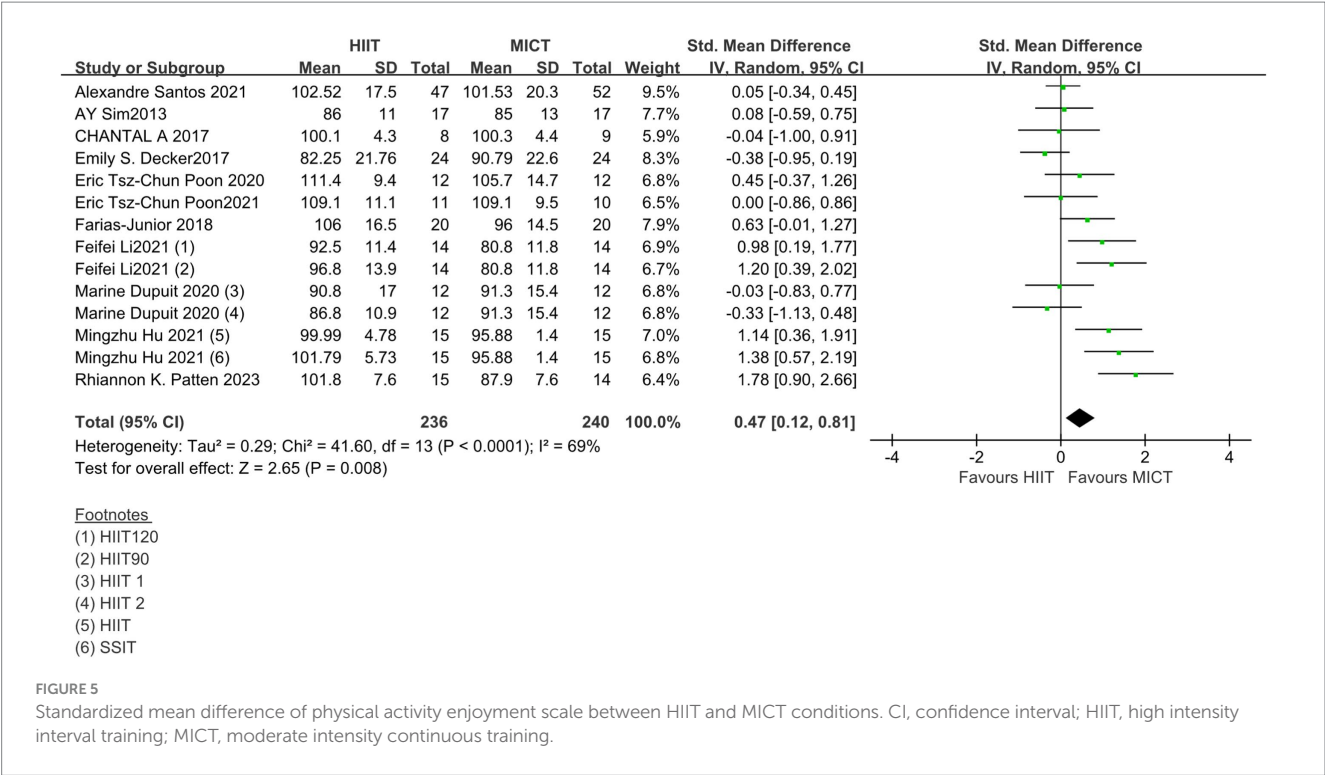 HIIT MICT Std. Mean Difference Std. Mean Difference
Study or Subgroup Mean SD Total Mean SD Total Weight IV, Random, 95% CI IV, Random, 95% CI
Alexandre Santos 2021 102.52 17.5 47 101.53 20.3 52 9.5% 0.05 [-0.34, 0.45]
AY Sim2013 86 11 17 85 13 17 7.7% 0.08 [-0.59, 0.75]
CHANTAL A 2017 100.1 4.3 8 100.3 4.4 9 5.9% -0.04 [-1.00, 0.91]
Emily S. Decker2017 82.25 21.76 24 90.79 22.6 24 8.3% -0.38 [-0.95, 0.19]
Eric Tsz-Chun Poon 2020 111.4 9.4 12 105.7 14.7 12 6.8% 0.45 [-0.37, 1.26]
Eric Tsz-Chun Poon2021 109.1 11.1 11 109.1 9.5 10 6.5% 0.00 [-0.86, 0.86]
Farias-Junior 2018 106 16.5 20 96 14.5 20 7.9% 0.63 [-0.01, 1.27]
Feifei Li2021 (1) 92.5 11.4 14 80.8 11.8 14 6.9% 0.98 [0.19, 1.77]
Feifei Li2021 (2) 96.8 13.9 14 80.8 11.8 14 6.7% 1.20 [0.39, 2.02]
Marine Dupuit 2020 (3) 90.8 17 12 91.3 15.4 12 6.8% -0.03 [-0.83, 0.77]
Marine Dupuit 2020 (4) 86.8 10.9 12 91.3 15.4 12 6.8% -0.33 [-1.13, 0.48]
Mingzhu Hu 2021 (5) 99.99 4.78 15 95.88 1.4 15 7.0% 1.14 [0.36, 1.91]
Mingzhu Hu 2021 (6) 101.79 5.73 15 95.88 1.4 15 6.8% 1.38 [0.57, 2.19]
Rhiannon K. Patten 2023 101.8 7.6 15 87.9 7.6 14 6.4% 1.78 [0.90, 2.66]
Total (95% CI) 236 240 100.0% 0.47 [0.12, 0.81]
Heterogeneity: Tau² = 0.29; Chi² = 41.60, df = 13 (P < 0.0001); I² = 69%
Test for overall effect: Z = 2.65 (P = 0.008)
-4 -2 0 2 4
Favours HIIT Favours MICT
Footnotes
(1) HIIT120
(2) HIIT90
(3) HIIT 1
(4) HIIT 2
(5) HIIT
(6) SSIT
FIGURE 5
Standardized mean difference of physical activity enjoyment scale between HIIT and MICT conditions. CI, confidence interval; HIIT, high intensity
interval training; MICT, moderate intensity continuous training.